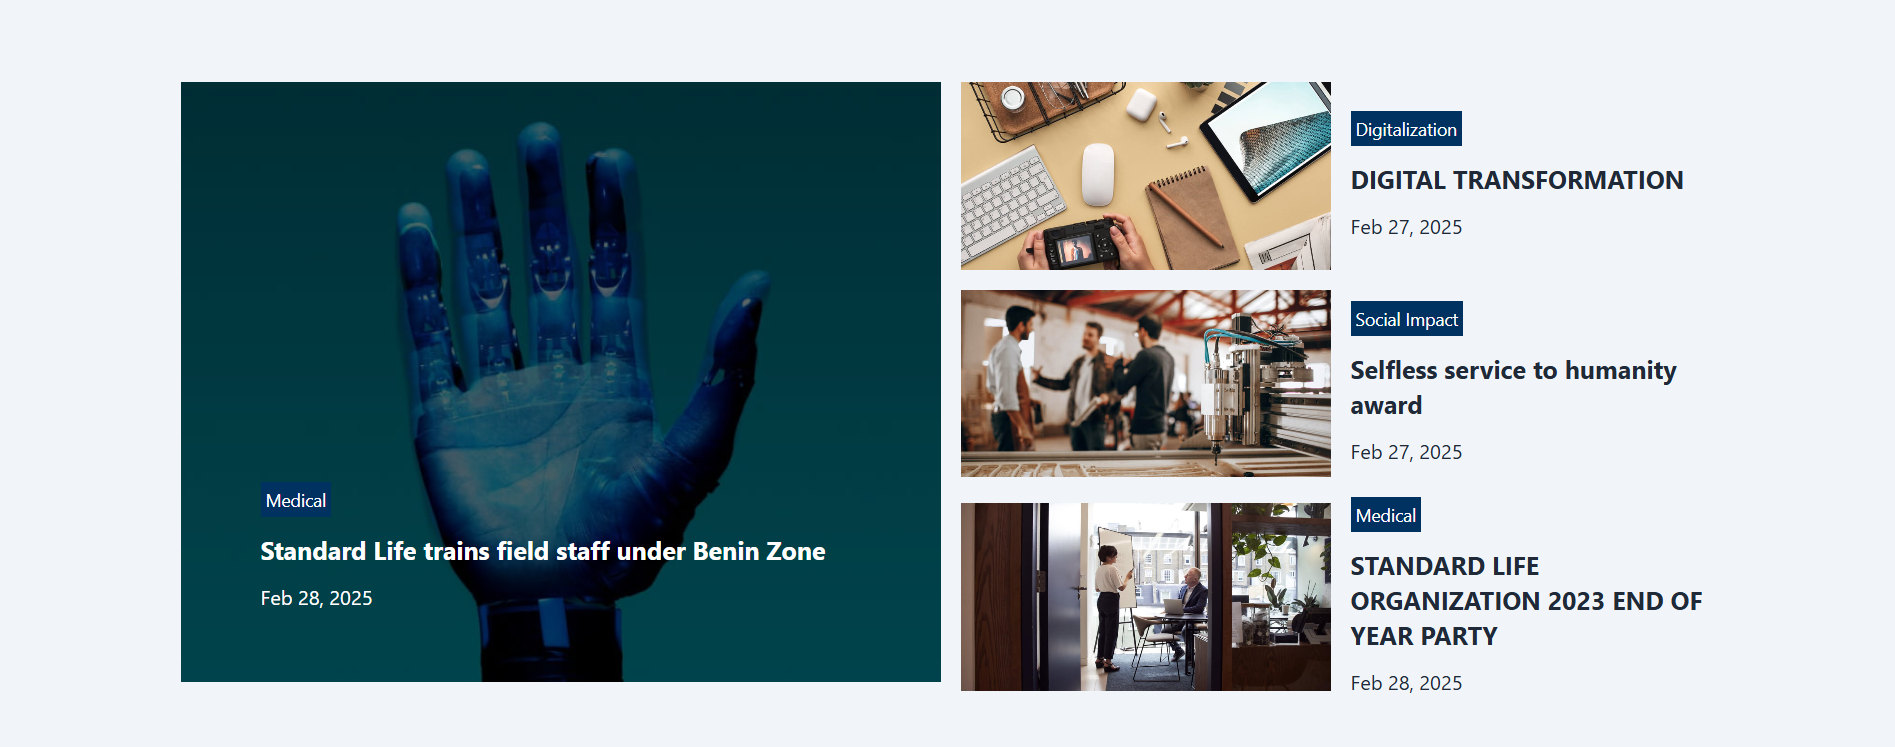 Medical
Standard Life trains field staff under Benin Zone
Feb 28, 2025
Digitalization
DIGITAL TRANSFORMATION
Feb 27, 2025
Social Impact
Selfless service to humanity
award
Feb 27, 2025
Medical
STANDARD LIFE
ORGANIZATION 2023 END OF
YEAR PARTY
Feb 28, 2025